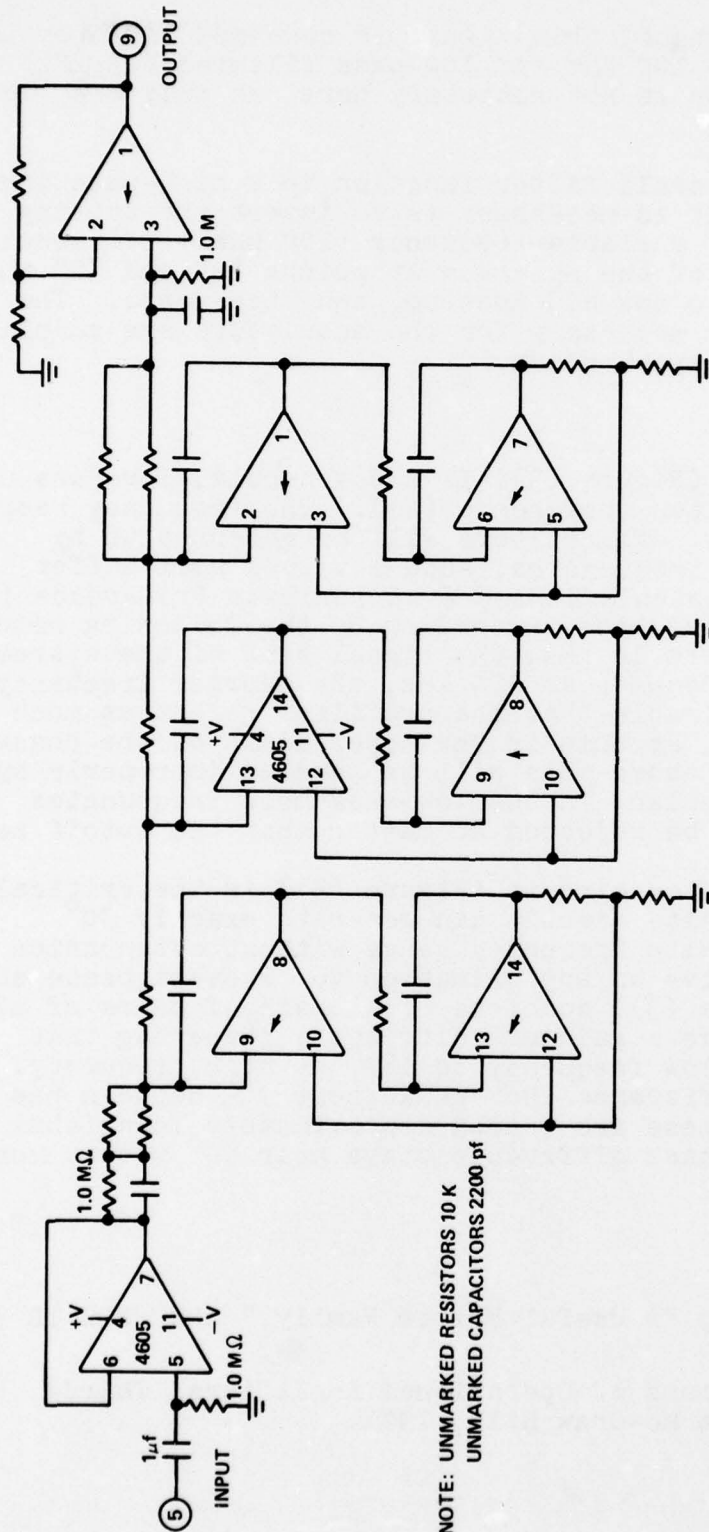 5
INPUT
1μf
1.0 MΩ
6
5
+V
4
4605
11
-V
7
1.0 MΩ
9
10
8
13
12
14
13
12
+V
4
4605
11
-V
14
9
10
8
2
3
1
6
5
7
1.0 M
2
3
1
9
OUTPUT
NOTE: UNMARKED RESISTORS 10 K
UNMARKED CAPACITORS 2200 pf